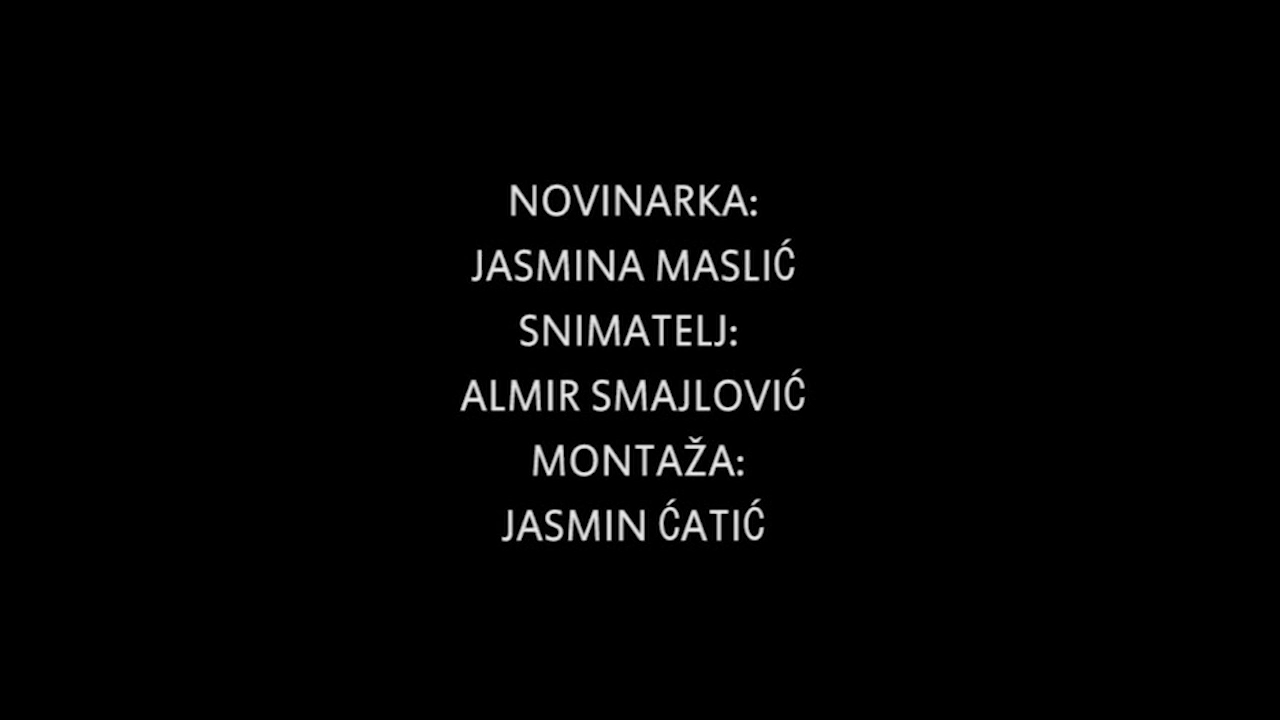 NOVINARKA:
JASMINA MASLIĆ
SNIMATELJ:
ALMIR SMAJLOVIĆ
MONTAŽA:
JASMIN ĆATIĆ